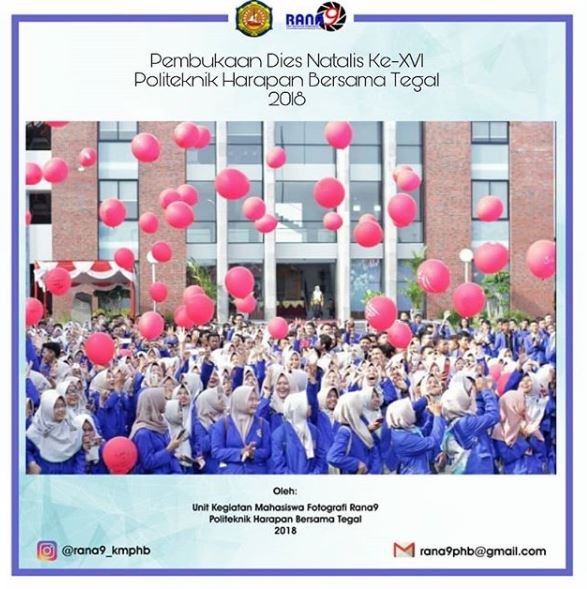 RANA9
Pembukaan Dies Natalis Ke-XVI
Politeknik Harapan Bersama Tegal
2018
Oleh:
Unit Kegiatan Mahasiswa Fotografi Rana9
Politeknik Harapan Bersama Tegal
2018
@rana9_kmphb
rana9phb@gmail.com